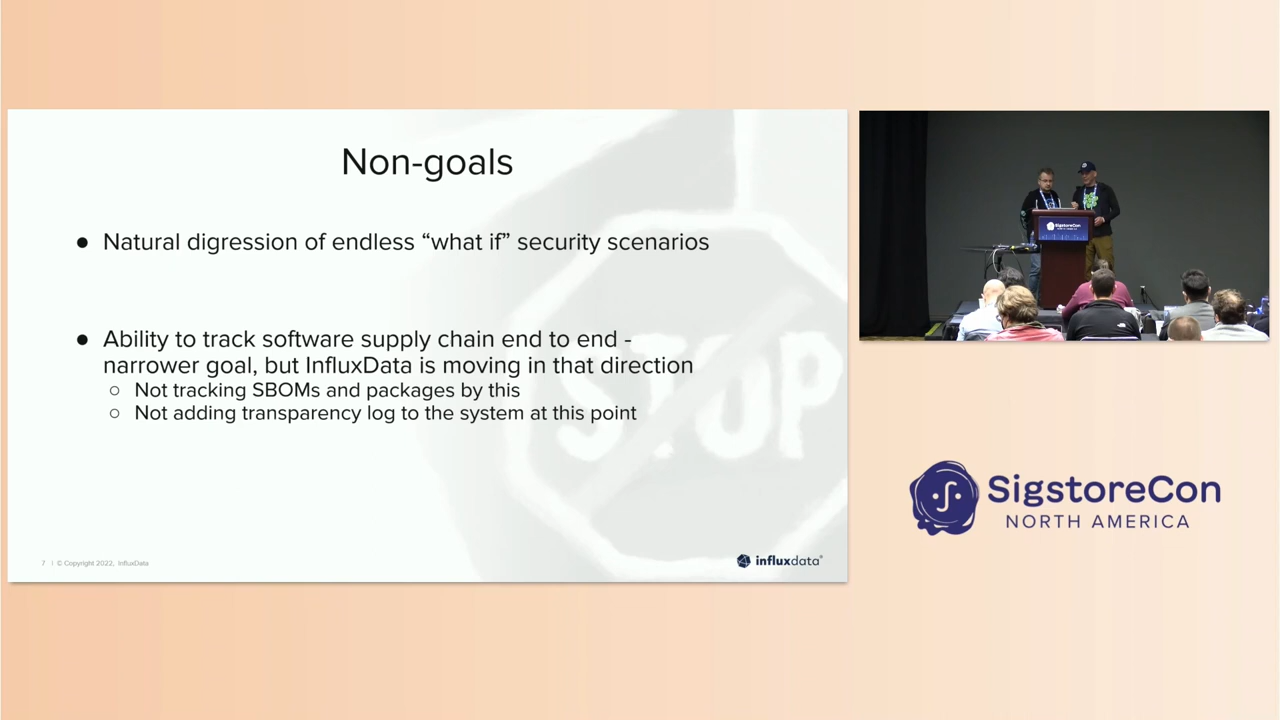 Non-goals
● Natural digression of endless “what if” security scenarios
● Ability to track software supply chain end to end -
narrower goal, but InfluxData is moving in that direction
○ Not tracking SBOMs and packages by this
○ Not adding transparency log to the system at this point
STOP
7 | © Copyright 2022, InfluxData
influxdata®
SigstoreCon
SigstoreCon
NORTH AMERICA